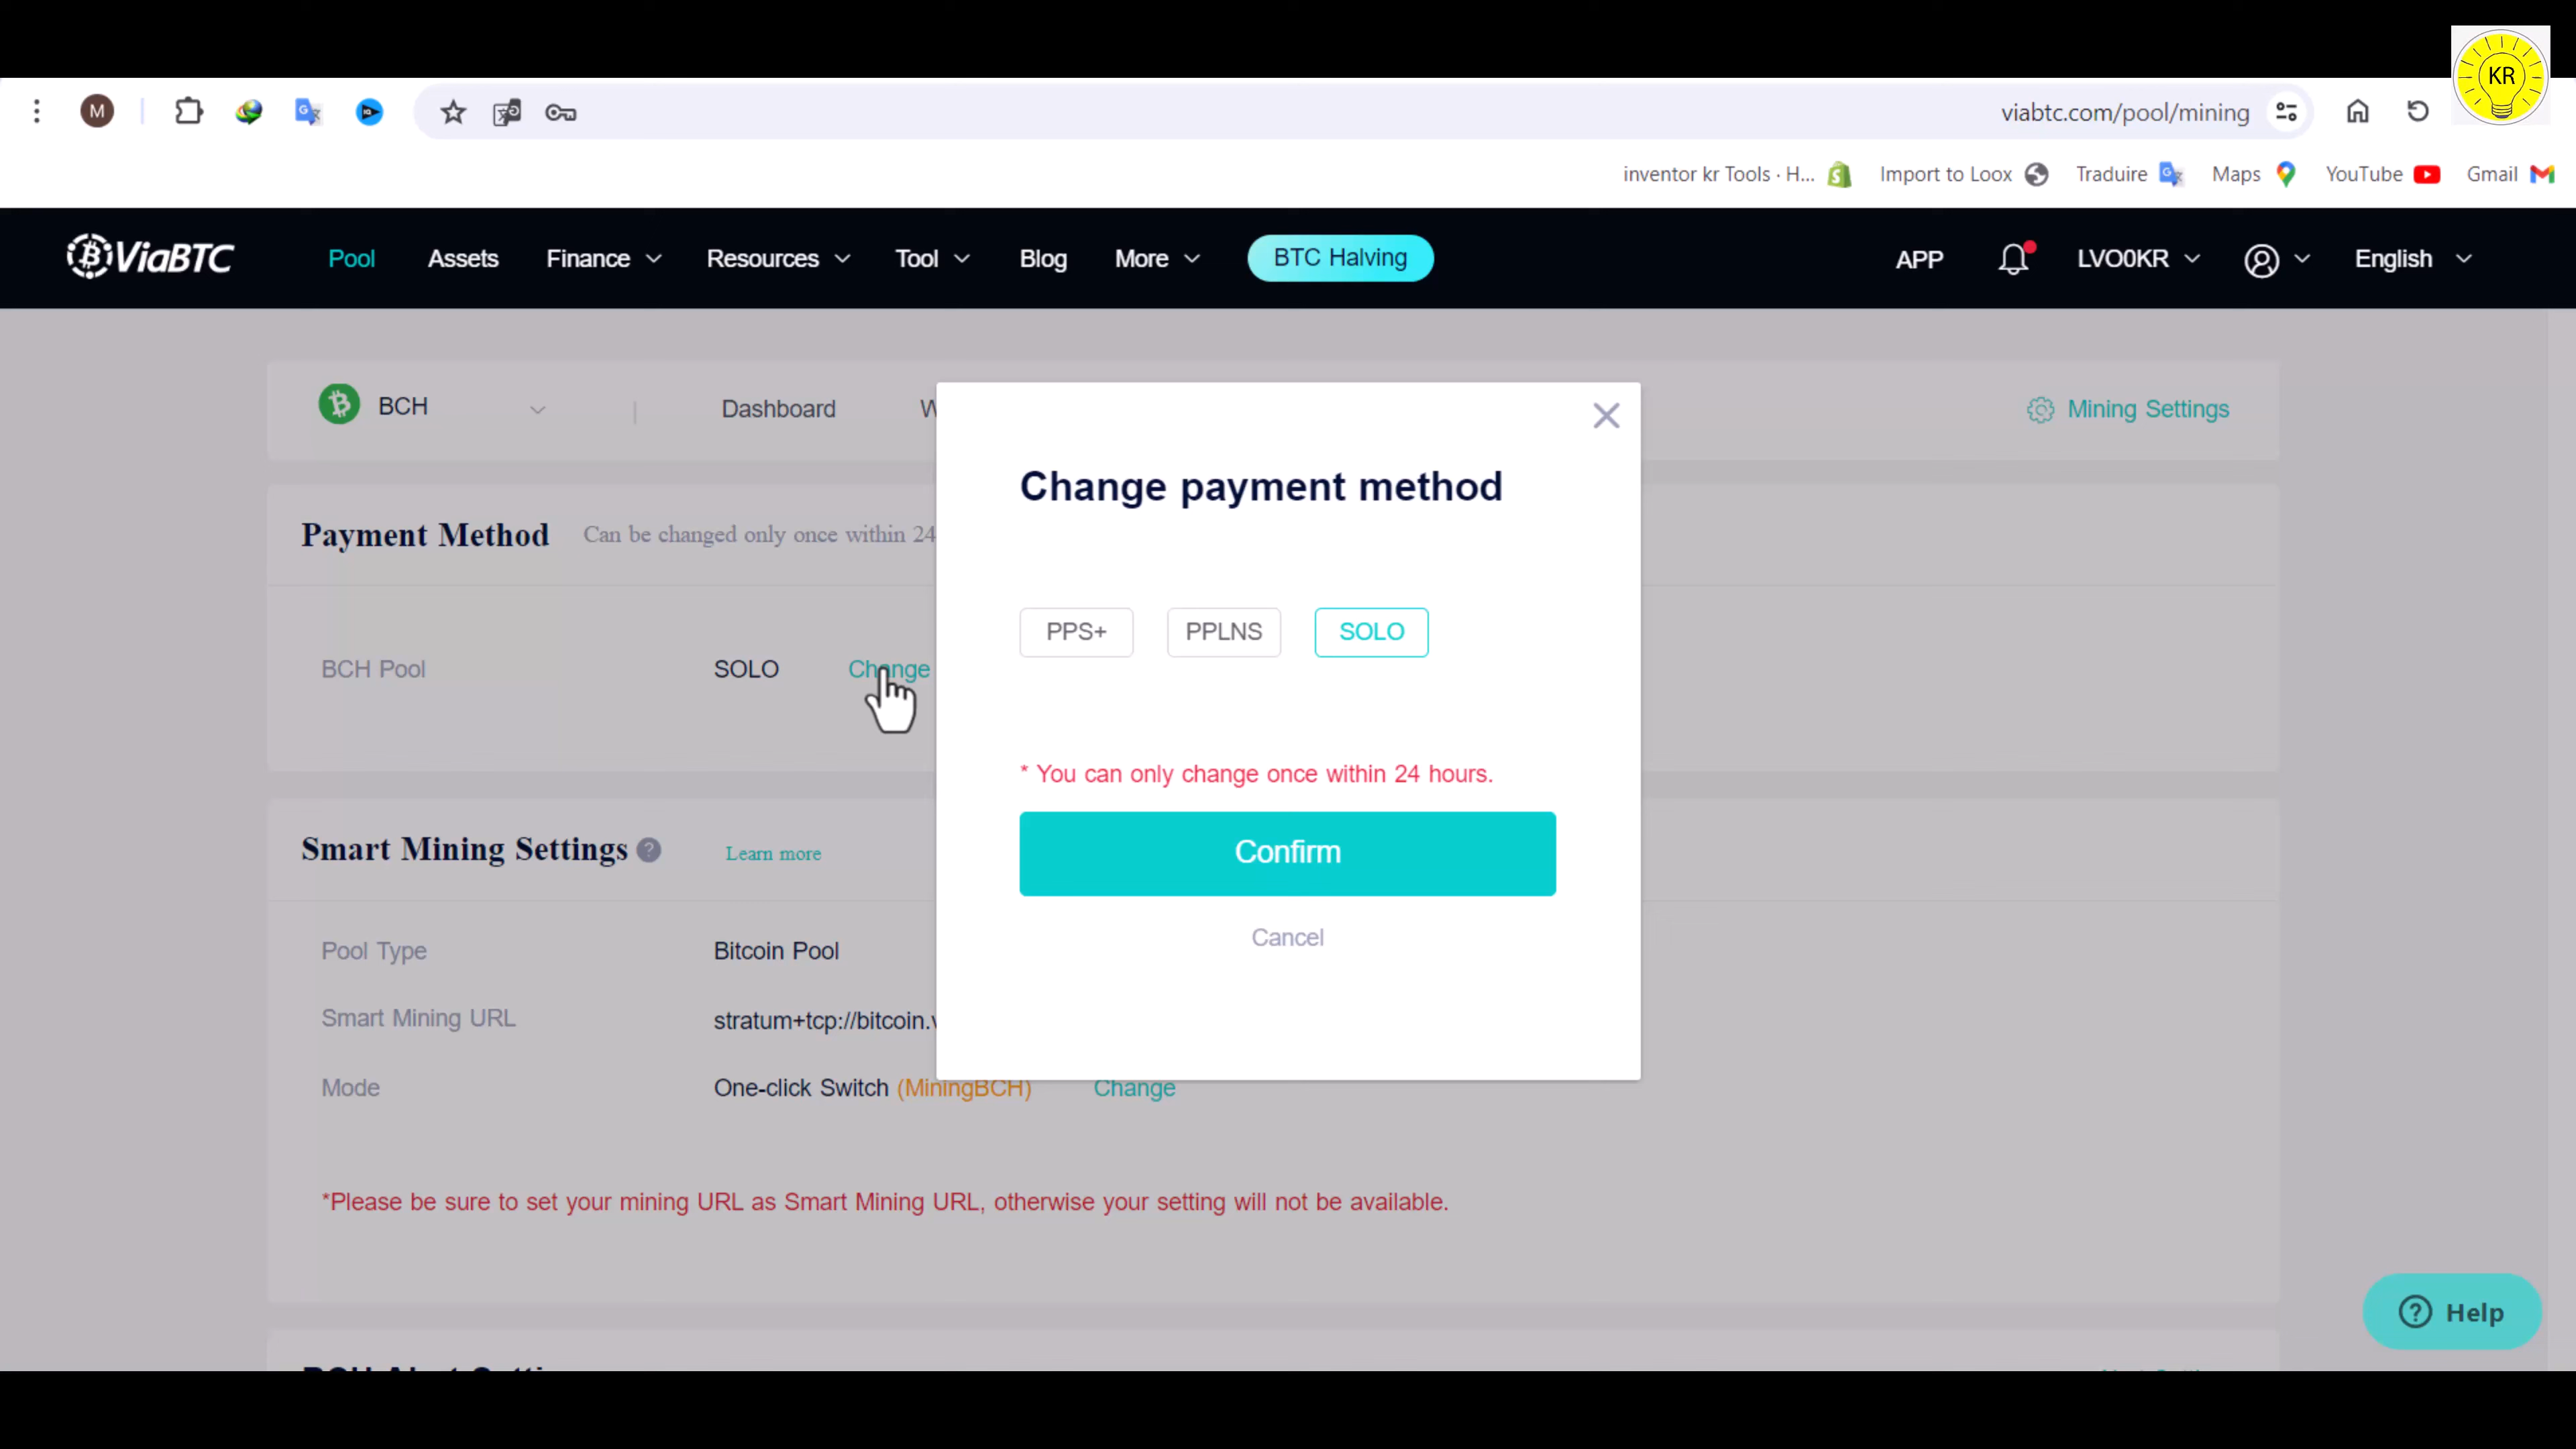 KR
M
viabtc.com/pool/mining
inventor kr Tools · H... Import to Loox Traduire Maps YouTube Gmail
ViaBTC Pool Assets Finance Resources Tool Blog More BTC Halving APP LVO0KR English
BCH Dashboard W Mining Settings
Change payment method
Payment Method Can be changed only once within 24
PPS+ PPLNS SOLO
BCH Pool SOLO Change
* You can only change once within 24 hours.
Confirm
Smart Mining Settings ? Learn more
Cancel
Pool Type Bitcoin Pool
Smart Mining URL stratum+tcp://bitcoin.v
Mode One-click Switch (MiningBCH) Change
*Please be sure to set your mining URL as Smart Mining URL, otherwise your setting will not be available.
? Help